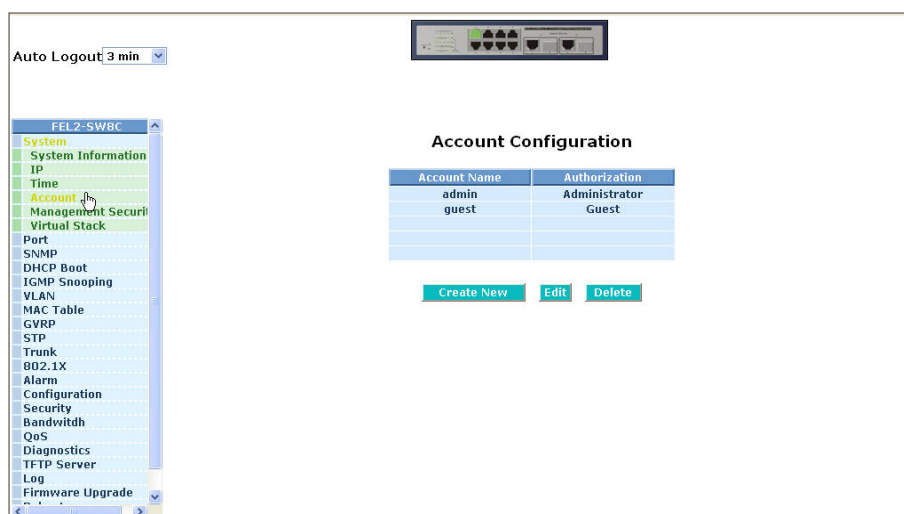 Auto Logout 3 min
FEL2-SW8C
System
System Information
IP
Time
Account
Management Securit
Virtual Stack
Port
SNMP
DHCP Boot
IGMP Snooping
VLAN
MAC Table
GVRP
STP
Trunk
802.1X
Alarm
Configuration
Security
Bandwitdh
QoS
Diagnostics
TFTP Server
Log
Firmware Upgrade
Account Configuration
Account Name Authorization
admin Administrator
guest Guest
Create New Edit Delete